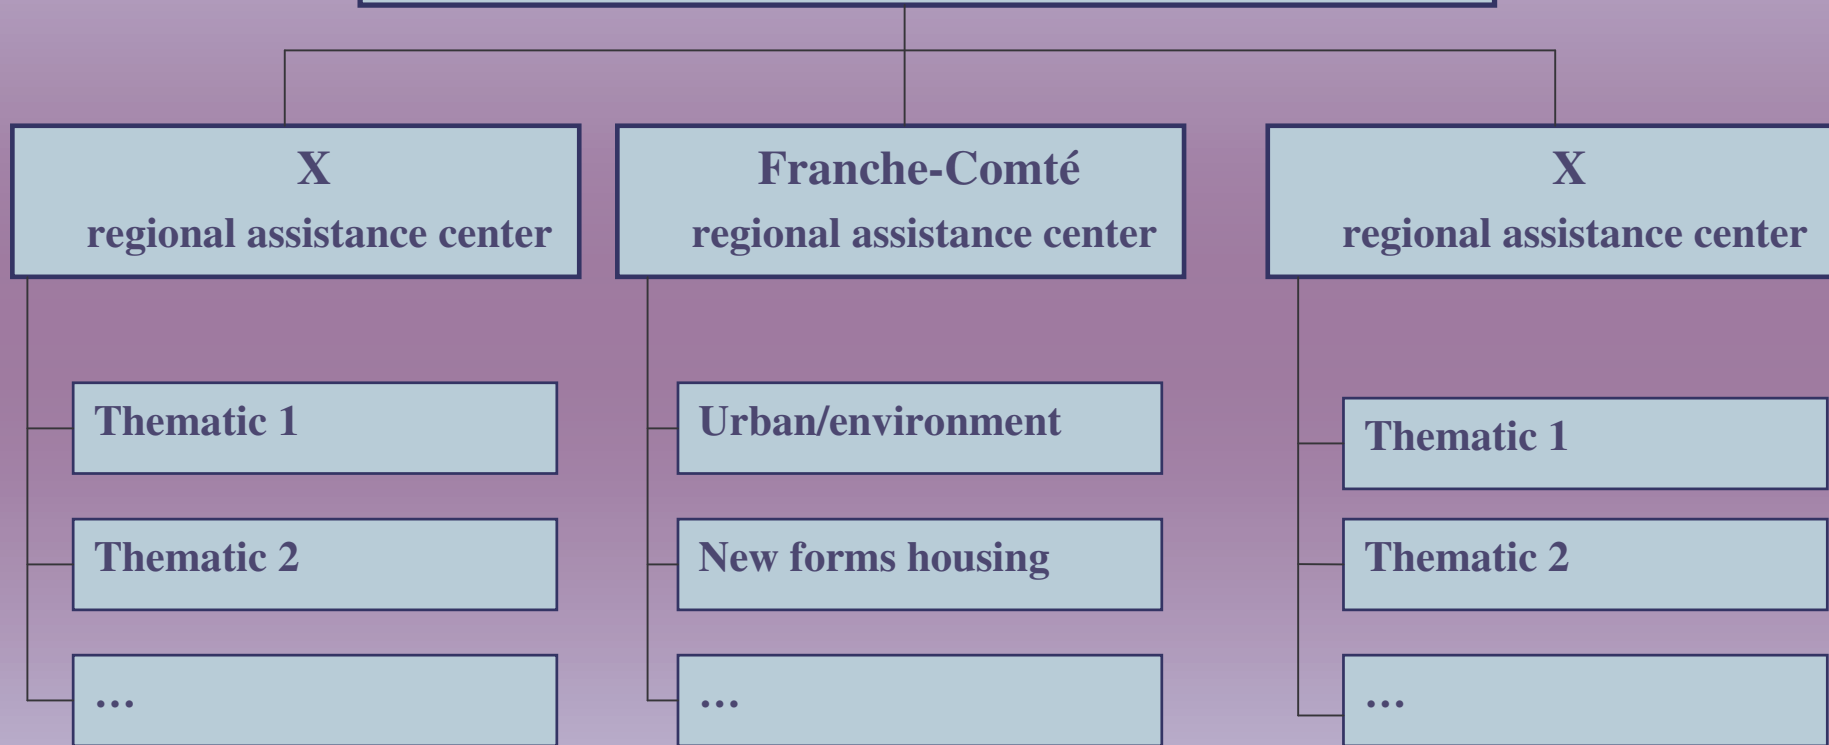 X
regional assistance center
Franche-Comté
regional assistance center
X
regional assistance center
Thematic 1
Thematic 2
…
Urban/environment
New forms housing
…
Thematic 1
Thematic 2
…